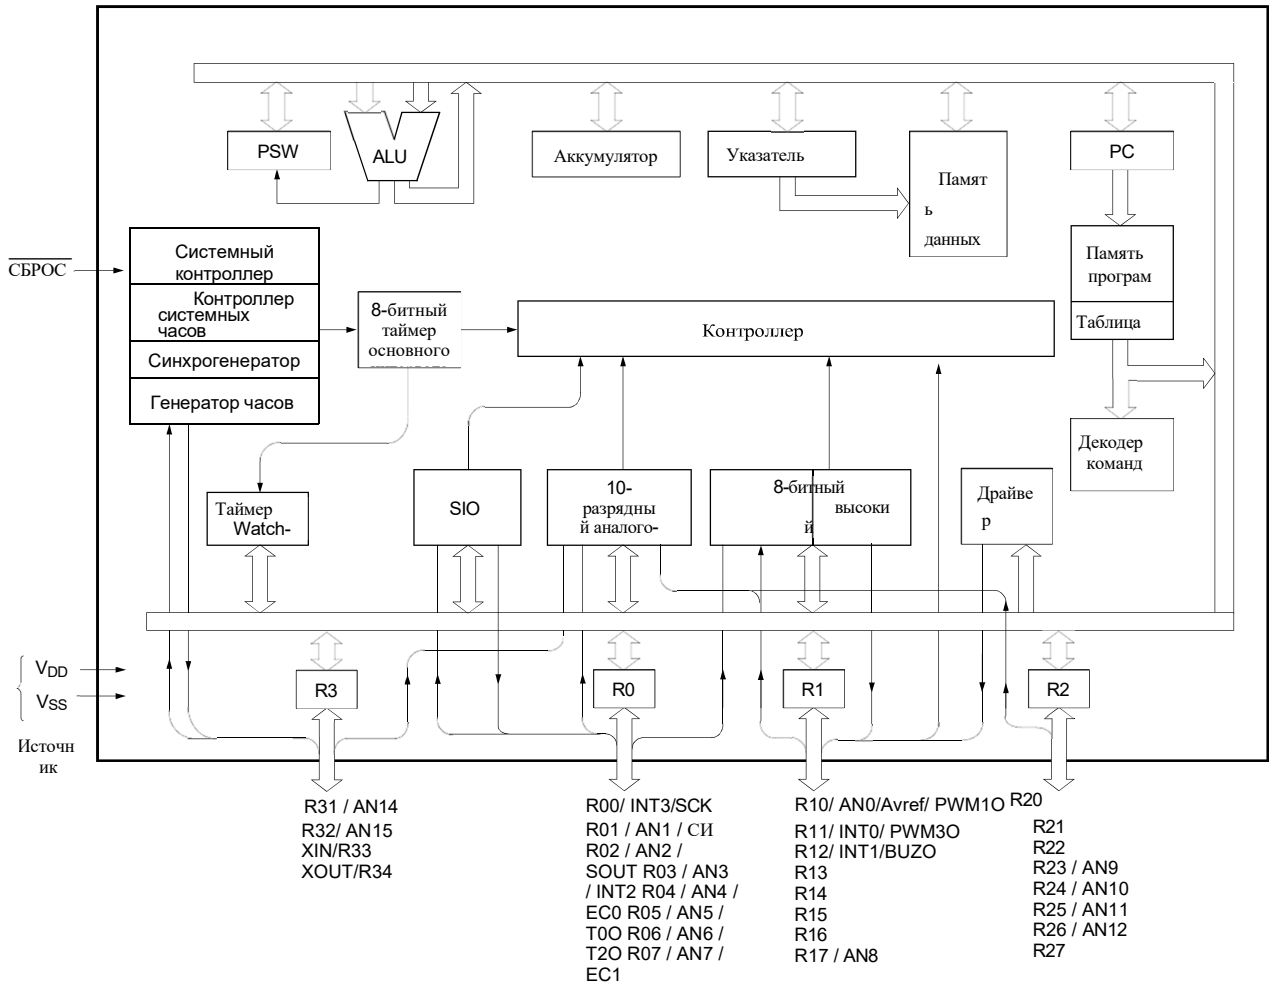 PSW
ALU
Аккумулятор
Указатель
Памят
ь
данных
PC
СБРОС
Системный
контроллер
Контроллер
системных
часов
Синхрогенератор
Генератор часов
8-битный
таймер
основного
Контроллер
Память
програм
Таблица
Декодер
команд
Таймер
Watch-
SIO
10-
разрядны
й аналого-
8-битный
высоки
й
Драйве
р
VDD
VSS
Источн
ик
R3
R0
R1
R2
R31 / AN14
R32/ AN15
XIN/R33
XOUT/R34
R00/ INT3/SCK
R01 / AN1 / СИ
R02 / AN2 /
SOUT R03 / AN3
/ INT2 R04 / AN4 /
EC0 R05 / AN5 /
T0O R06 / AN6 /
T2O R07 / AN7 /
EC1
R10/ AN0/Avref/ PWM1O
R11/ INT0/ PWM3O
R12/ INT1/BUZO
R13
R14
R15
R16
R17 / AN8
R20
R21
R22
R23 / AN9
R24 / AN10
R25 / AN11
R26 / AN12
R27